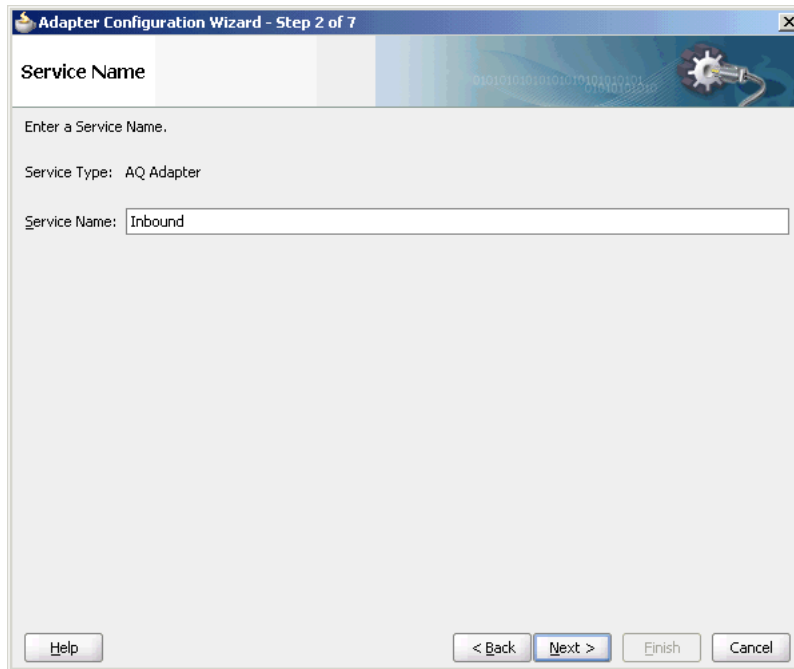 Adapter Configuration Wizard - Step 2 of 7
Service Name
Enter a Service Name.
Service Type: AQ Adapter
Service Name: Inbound
Help < Back Next > Finish Cancel